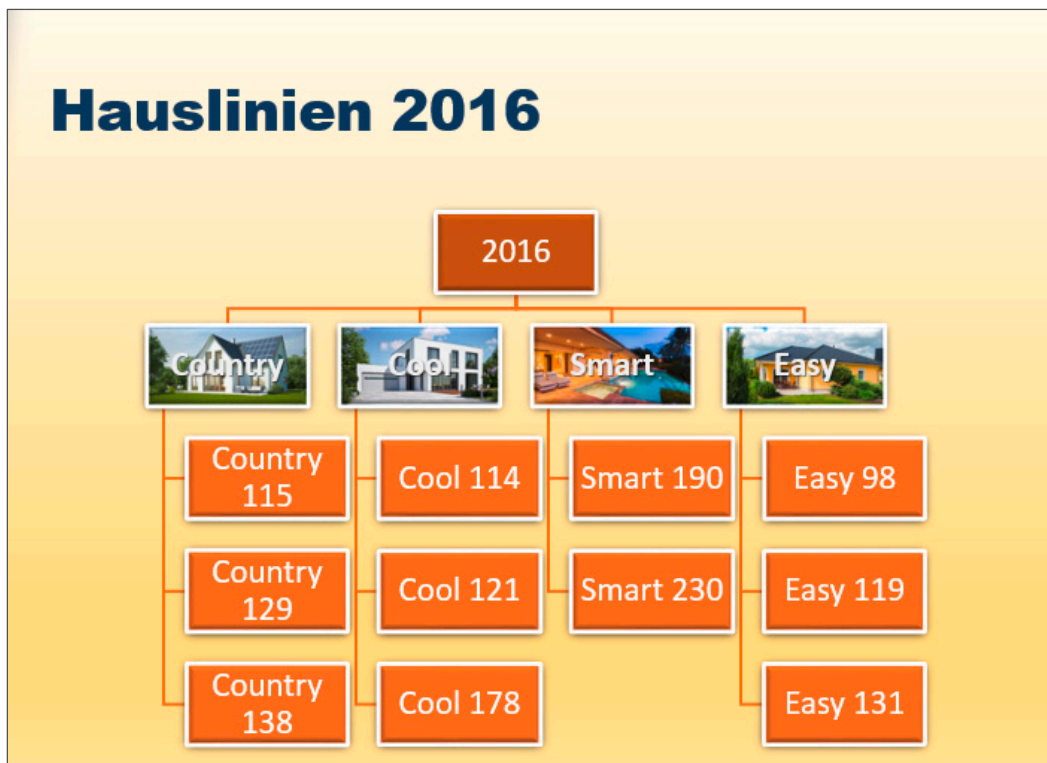 Hauslinien 2016
2016
Country
Cool
Smart
Easy
Country
115
Cool 114
Smart 190
Easy 98
Country
129
Cool 121
Smart 230
Easy 119
Country
138
Cool 178
Easy 131